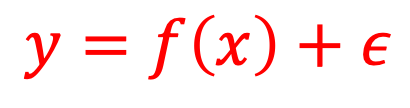 y = f(x) + ϵ